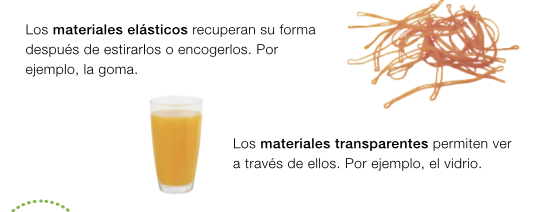 Los materiales elásticos recuperan su forma
después de estirarlos o encogerlos. Por
ejemplo, la goma.
Los materiales transparentes permiten ver
a través de ellos. Por ejemplo, el vidrio.